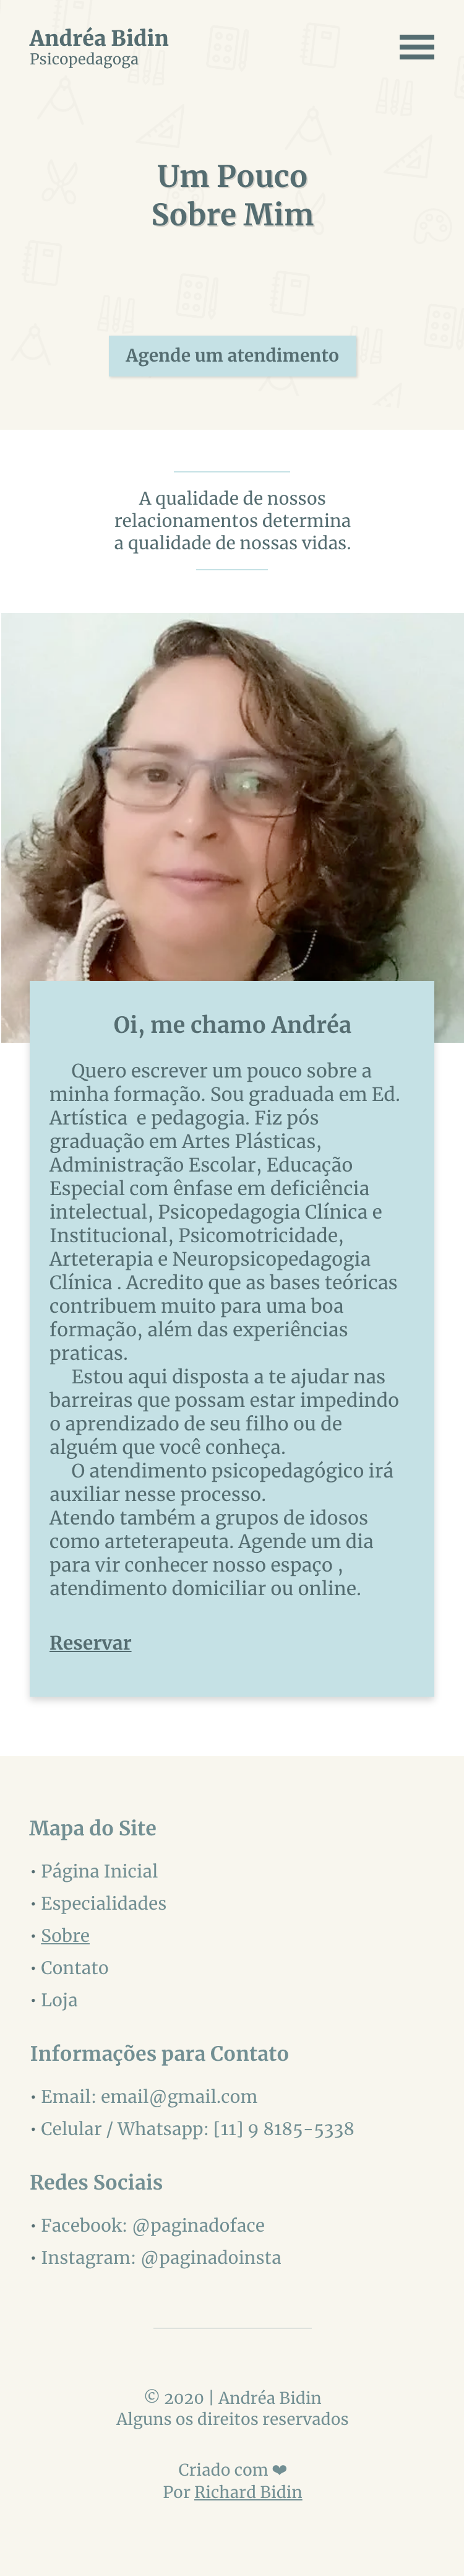 Andréa Bidin
Psicopedagoga
Um Pouco
Sobre Mim
Agende um atendimento
A qualidade de nossos
relacionamentos determina
a qualidade de nossas vidas.
Oi, me chamo Andréa
Quero escrever um pouco sobre a
minha formação. Sou graduada em Ed.
Artística  e pedagogia. Fiz pós
graduação em Artes Plásticas,
Administração Escolar, Educação
Especial com ênfase em deficiência
intelectual, Psicopedagogia Clínica e
Institucional, Psicomotricidade,
Arteterapia e Neuropsicopedagogia
Clínica . Acredito que as bases teóricas
contribuem muito para uma boa
formação, além das experiências
praticas.
Estou aqui disposta a te ajudar nas
barreiras que possam estar impedindo
o aprendizado de seu filho ou de
alguém que você conheça.
O atendimento psicopedagógico irá
auxiliar nesse processo.
Atendo também a grupos de idosos
como arteterapeuta. Agende um dia
para vir conhecer nosso espaço ,
atendimento domiciliar ou online.
Reservar
Mapa do Site
• Página Inicial
• Especialidades
• Sobre
• Contato
• Loja
Informações para Contato
• Email: email@gmail.com
• Celular / Whatsapp: [11] 9 8185-5338
Redes Sociais
• Facebook: @paginadoface
• Instagram: @paginadoinsta
© 2020 | Andréa Bidin
Alguns os direitos reservados
Criado com ❤
Por Richard Bidin